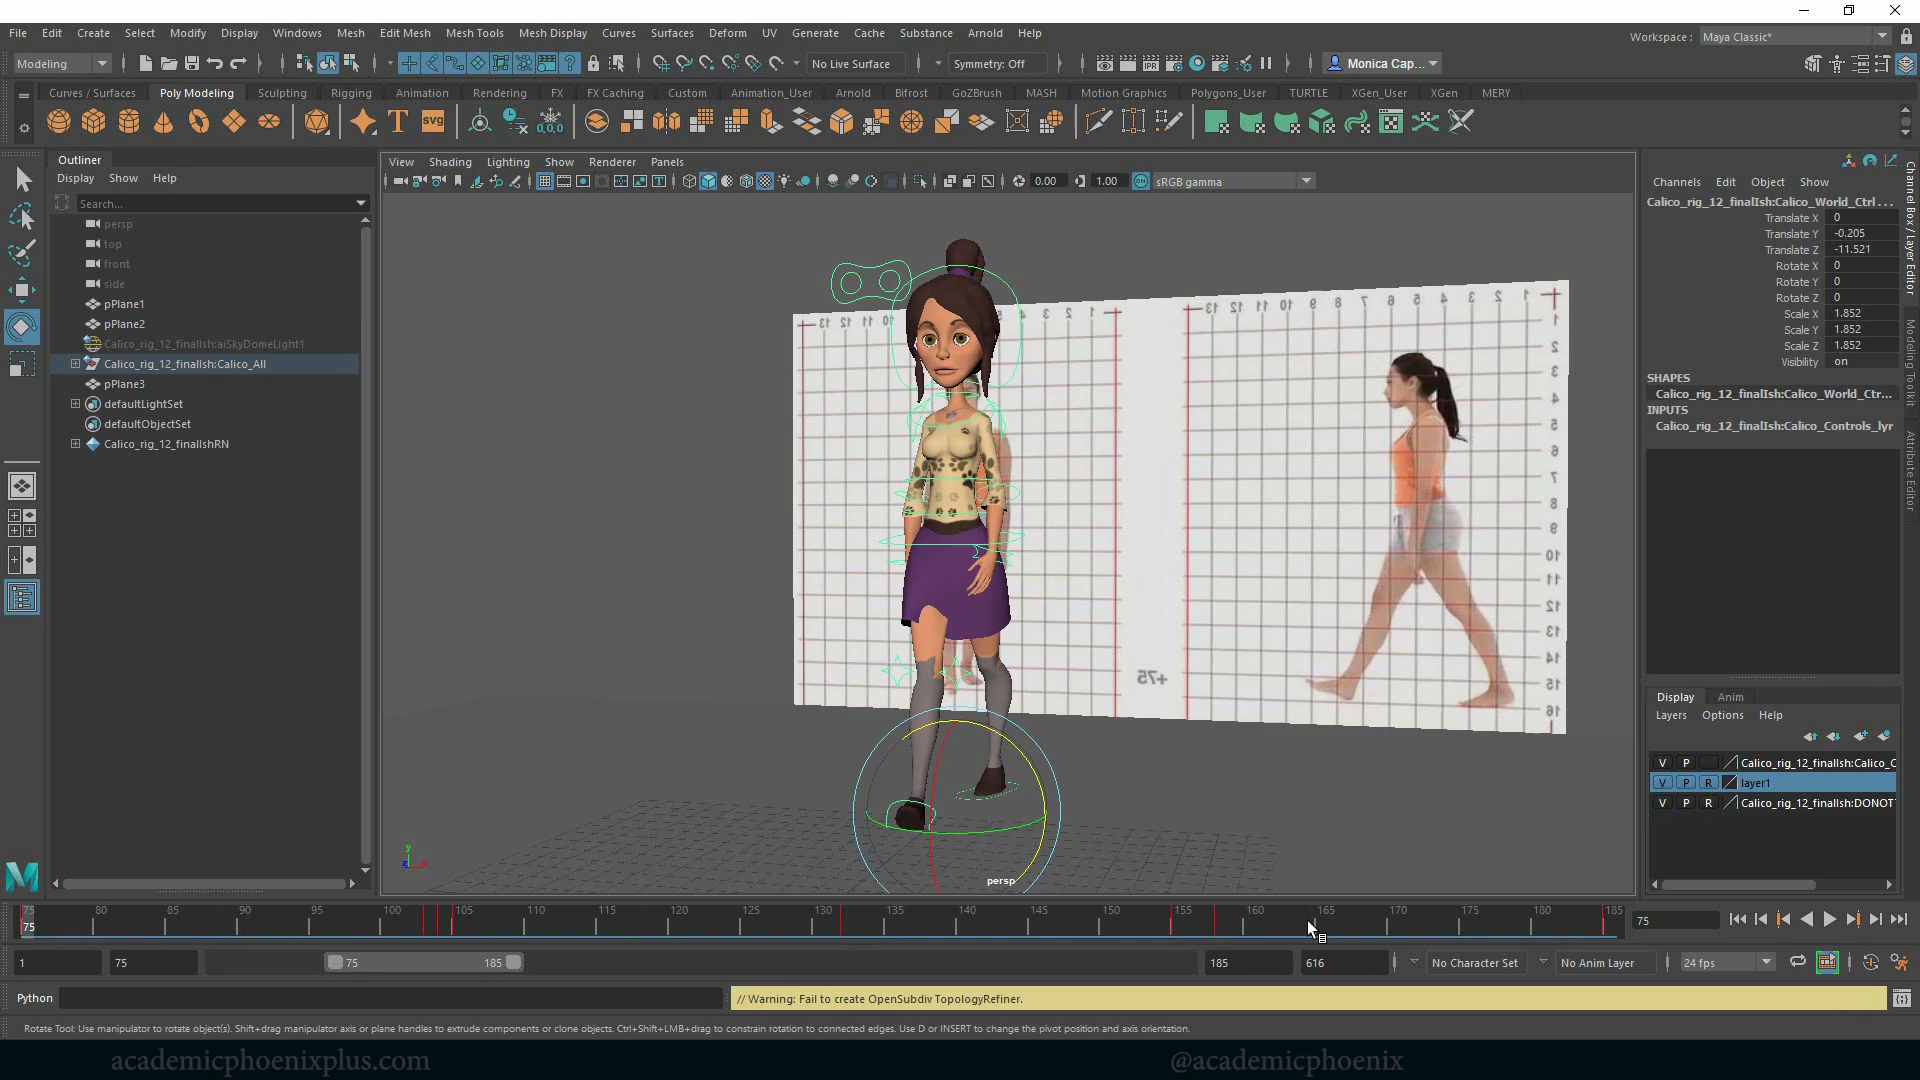 File Edit Create Select Modify Display Windows Mesh Edit Mesh Mesh Tools Mesh Display Curves Surfaces Deform UV Generate Cache Substance Arnold Help
Workspace : Maya Classic*
Modeling No Live Surface Symmetry: Off Monica Cap...
Curves / Surfaces Poly Modeling Sculpting Rigging Animation Rendering FX FX Caching Custom Animation_User Arnold Bifrost GoZBrush MASH Motion Graphics Polygons_User TURTLE XGen_User XGen MERY
Outliner
Display Show Help
Search...
persp
top
front
side
pPlane1
pPlane2
Calico_rig_12_finalIsh:aiSkyDomeLight1
Calico_rig_12_finalIsh:Calico_All
pPlane3
defaultLightSet
defaultObjectSet
Calico_rig_12_finalIshRN
View Shading Lighting Show Renderer Panels
0.00 1.00 sRGB gamma
+75
persp
Channels Edit Object Show
Calico_rig_12_finalIsh:Calico_World_Ctrl . . .
Translate X 0
Translate Y -0.205
Translate Z -11.521
Rotate X 0
Rotate Y 0
Rotate Z 0
Scale X 1.852
Scale Y 1.852
Scale Z 1.852
Visibility on
SHAPES
Calico_rig_12_finalIsh:Calico_World_Ctr...
INPUTS
Calico_rig_12_finalIsh:Calico_Controls_lyr
Channel Box / Layer Editor
Modeling Toolkit
Attribute Editor
Display Anim
Layers Options Help
V P Calico_rig_12_finalIsh:Calico_C
V P R layer1
V P R Calico_rig_12_finalIsh:DONOT
75 80 85 90 95 100 105 110 115 120 125 130 135 140 145 150 155 160 165 170 175 180 185
75 75
1 75 75 185 185 616 No Character Set No Anim Layer 24 fps
Python // Warning: Fail to create OpenSubdiv TopologyRefiner.
Rotate Tool: Use manipulator to rotate object(s). Shift+drag manipulator axis or plane handles to extrude components or clone objects. Ctrl+Shift+LMB+drag to constrain rotation to connected edges. Use D or INSERT to change the pivot position and axis orientation.
academicphoenixplus.com @academicphoenix